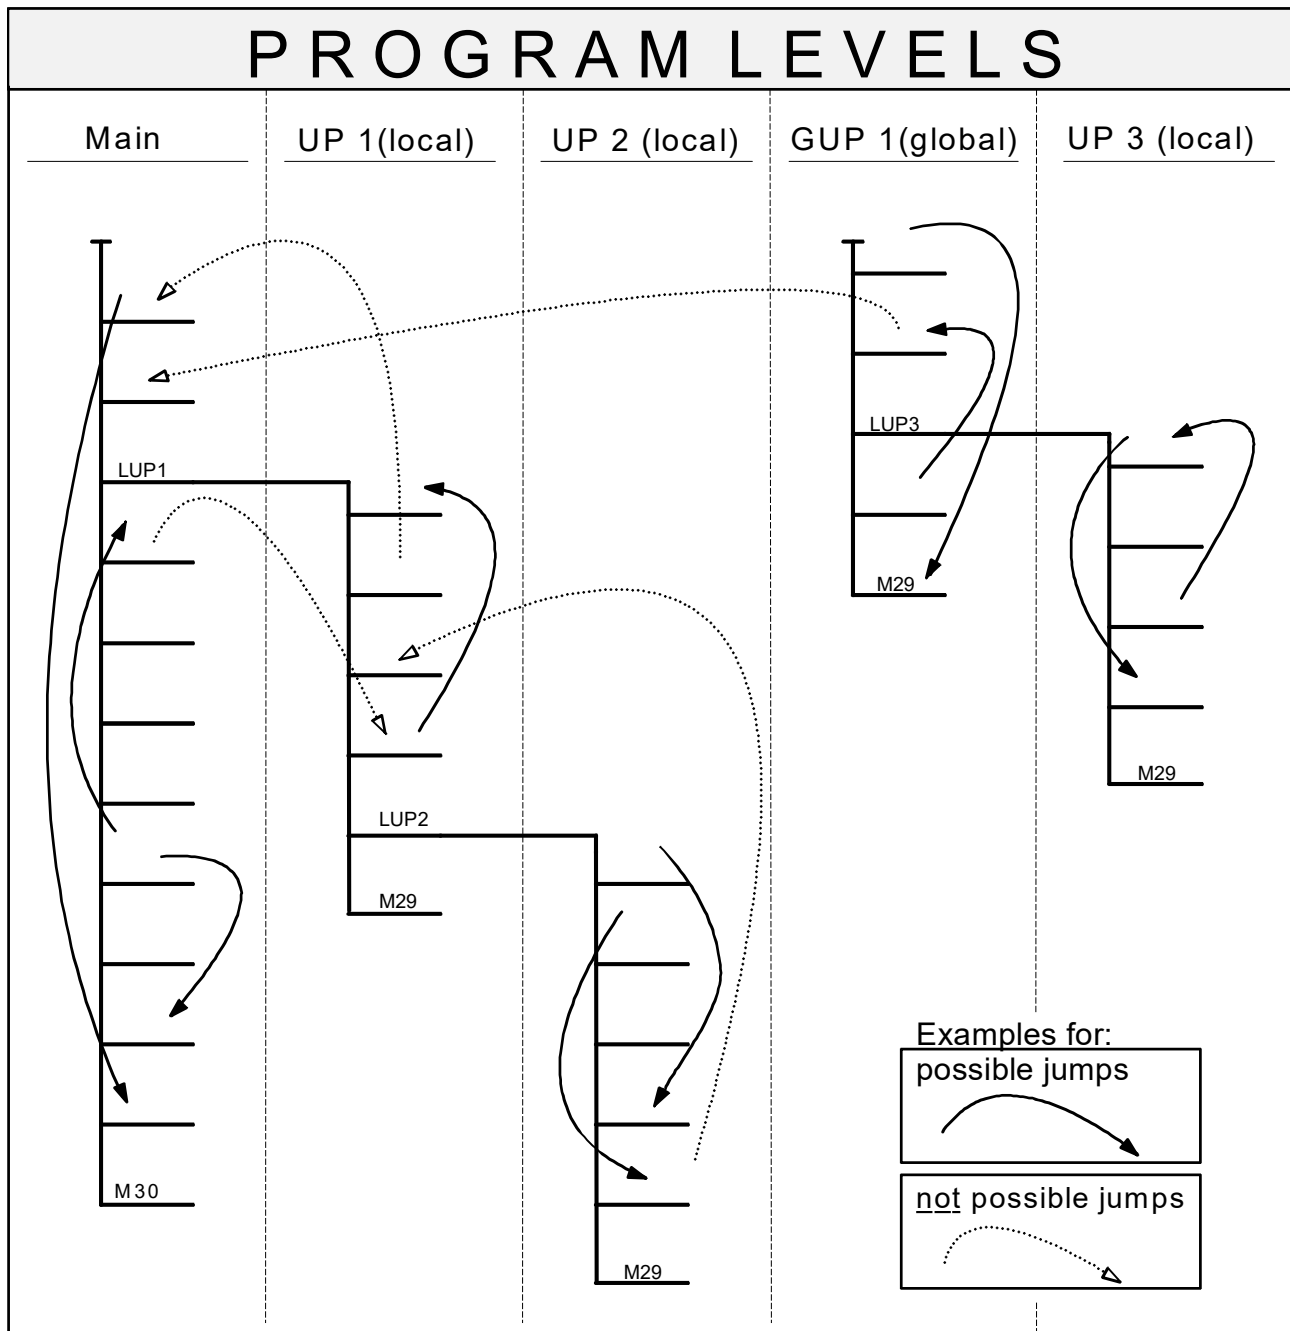 PROGRAM LEVELS
Main
UP 1(local)
UP 2 (local)
GUP 1(global)
UP 3 (local)
LUP3
LUP1
M29
M29
LUP2
M29
Examples for:
possible jumps
M30
not possible jumps
M29